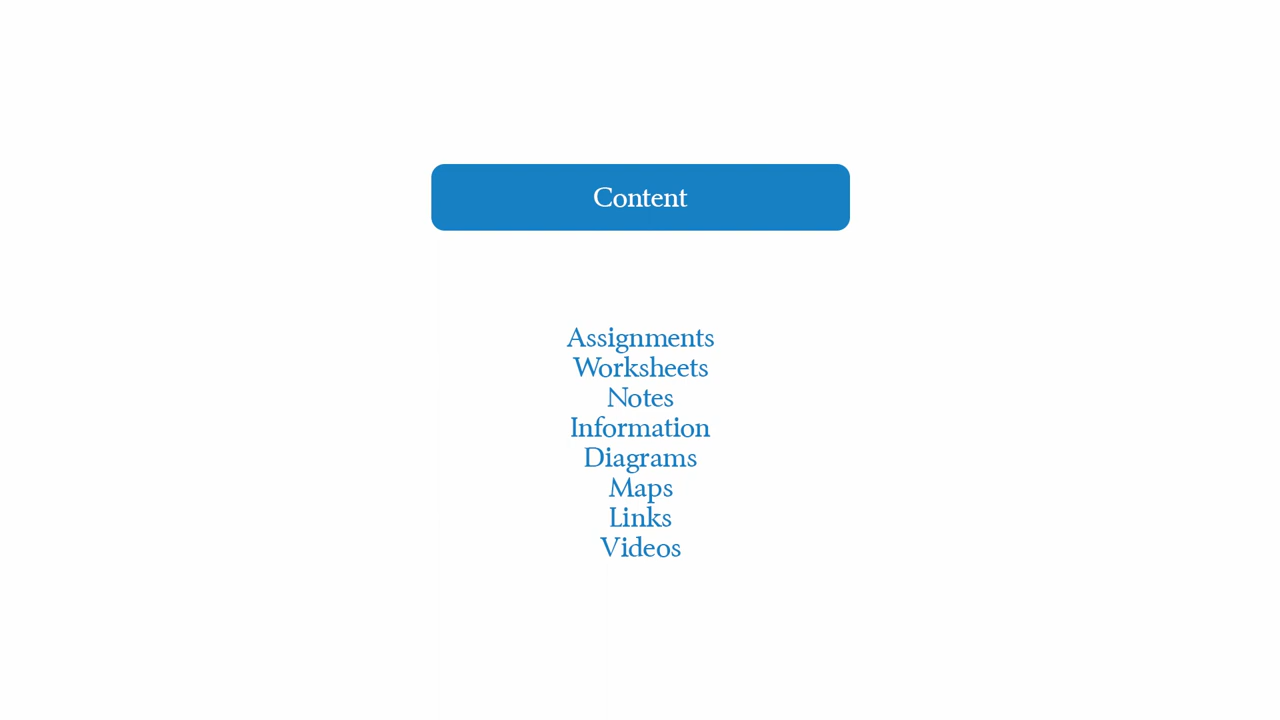 Content
Assignments
Worksheets
Notes
Information
Diagrams
Maps
Links
Videos